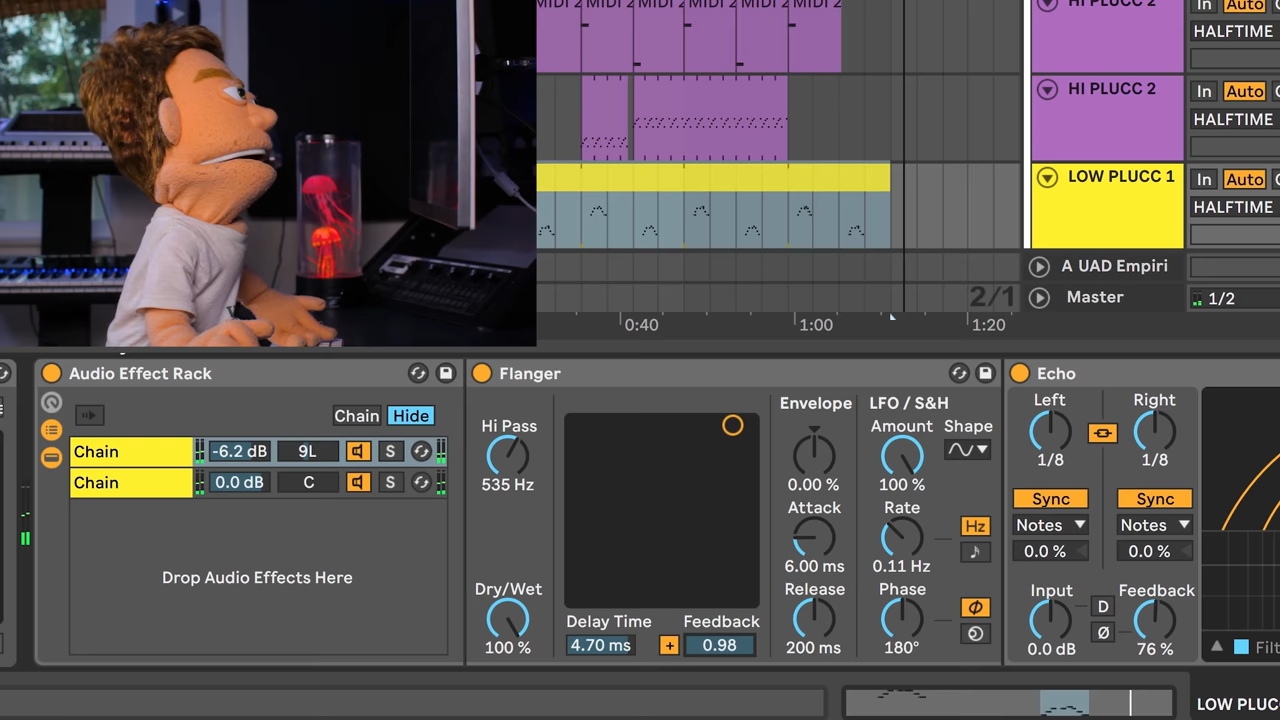 MIDI 2 MIDI 2 MIDI 2 MIDI 2 MIDI 2 MIDI 2
HI PLUCC 2
In Auto
HALFTIME
HI PLUCC 2
In Auto
HALFTIME
LOW PLUCC 1
In Auto
HALFTIME
A UAD Empiri
2/1
Master
1/2
0:40
1:00
1:20
Audio Effect Rack
Chain Hide
Chain -6.2 dB 9L S
Chain 0.0 dB C S
Drop Audio Effects Here
Flanger
Hi Pass
535 Hz
Dry/Wet
100 %
Delay Time
4.70 ms
+
Feedback
0.98
Envelope
0.00 %
Attack
6.00 ms
Release
200 ms
LFO / S&H
Amount
100 %
Shape
Rate
0.11 Hz
Hz
Phase
180°
Echo
Left
1/8
Right
1/8
Sync
Sync
Notes
Notes
0.0 %
0.0 %
Input
0.0 dB
D
Ø
Feedback
76 %
Filt
LOW PLUC